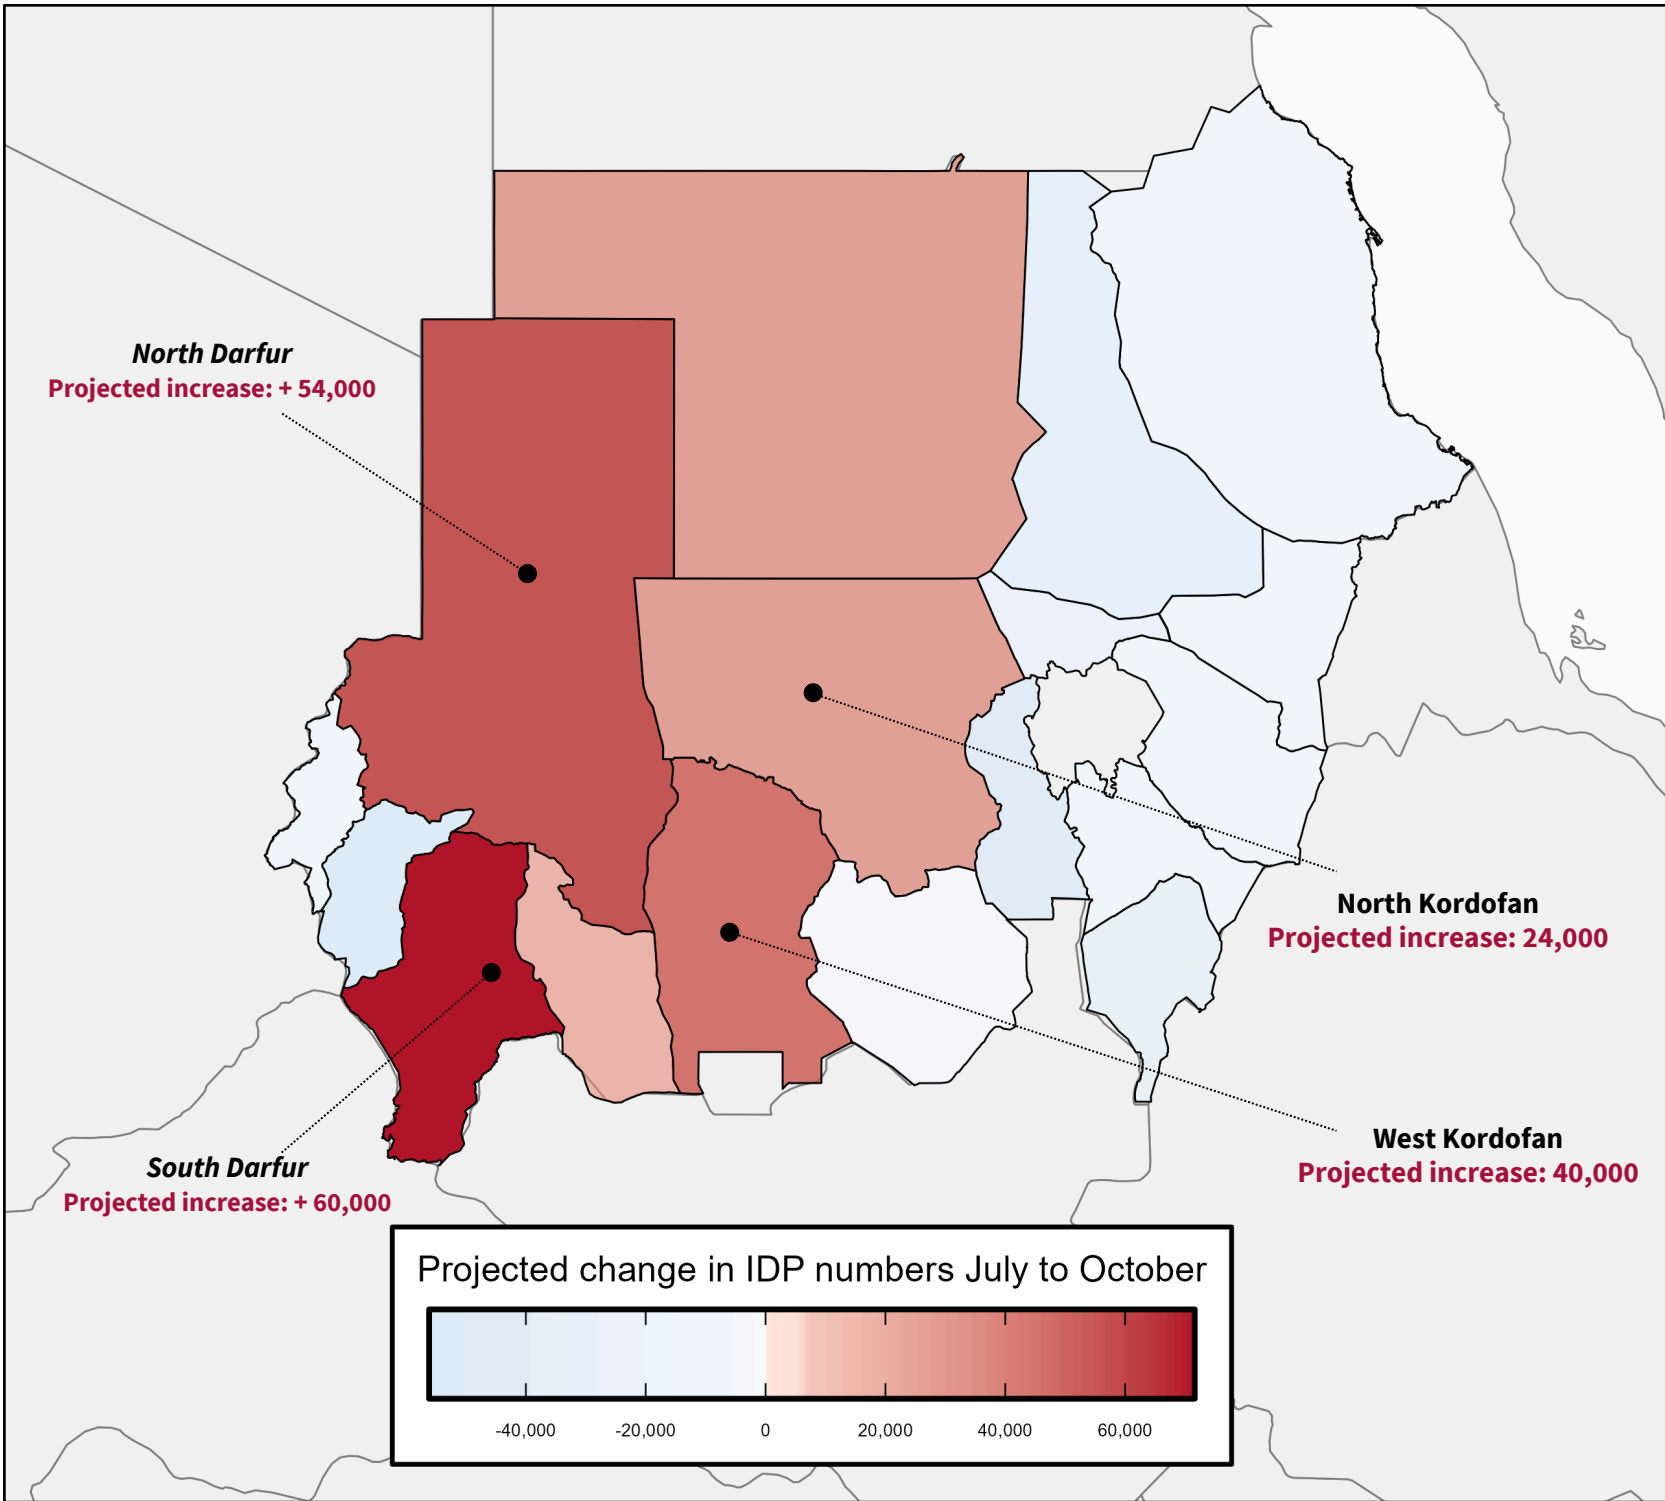 North Darfur
Projected increase: + 54,000
North Kordofan
Projected increase: 24,000
West Kordofan
Projected increase: 40,000
South Darfur
Projected increase: + 60,000
Projected change in IDP numbers July to October
-40,000 -20,000 0 20,000 40,000 60,000